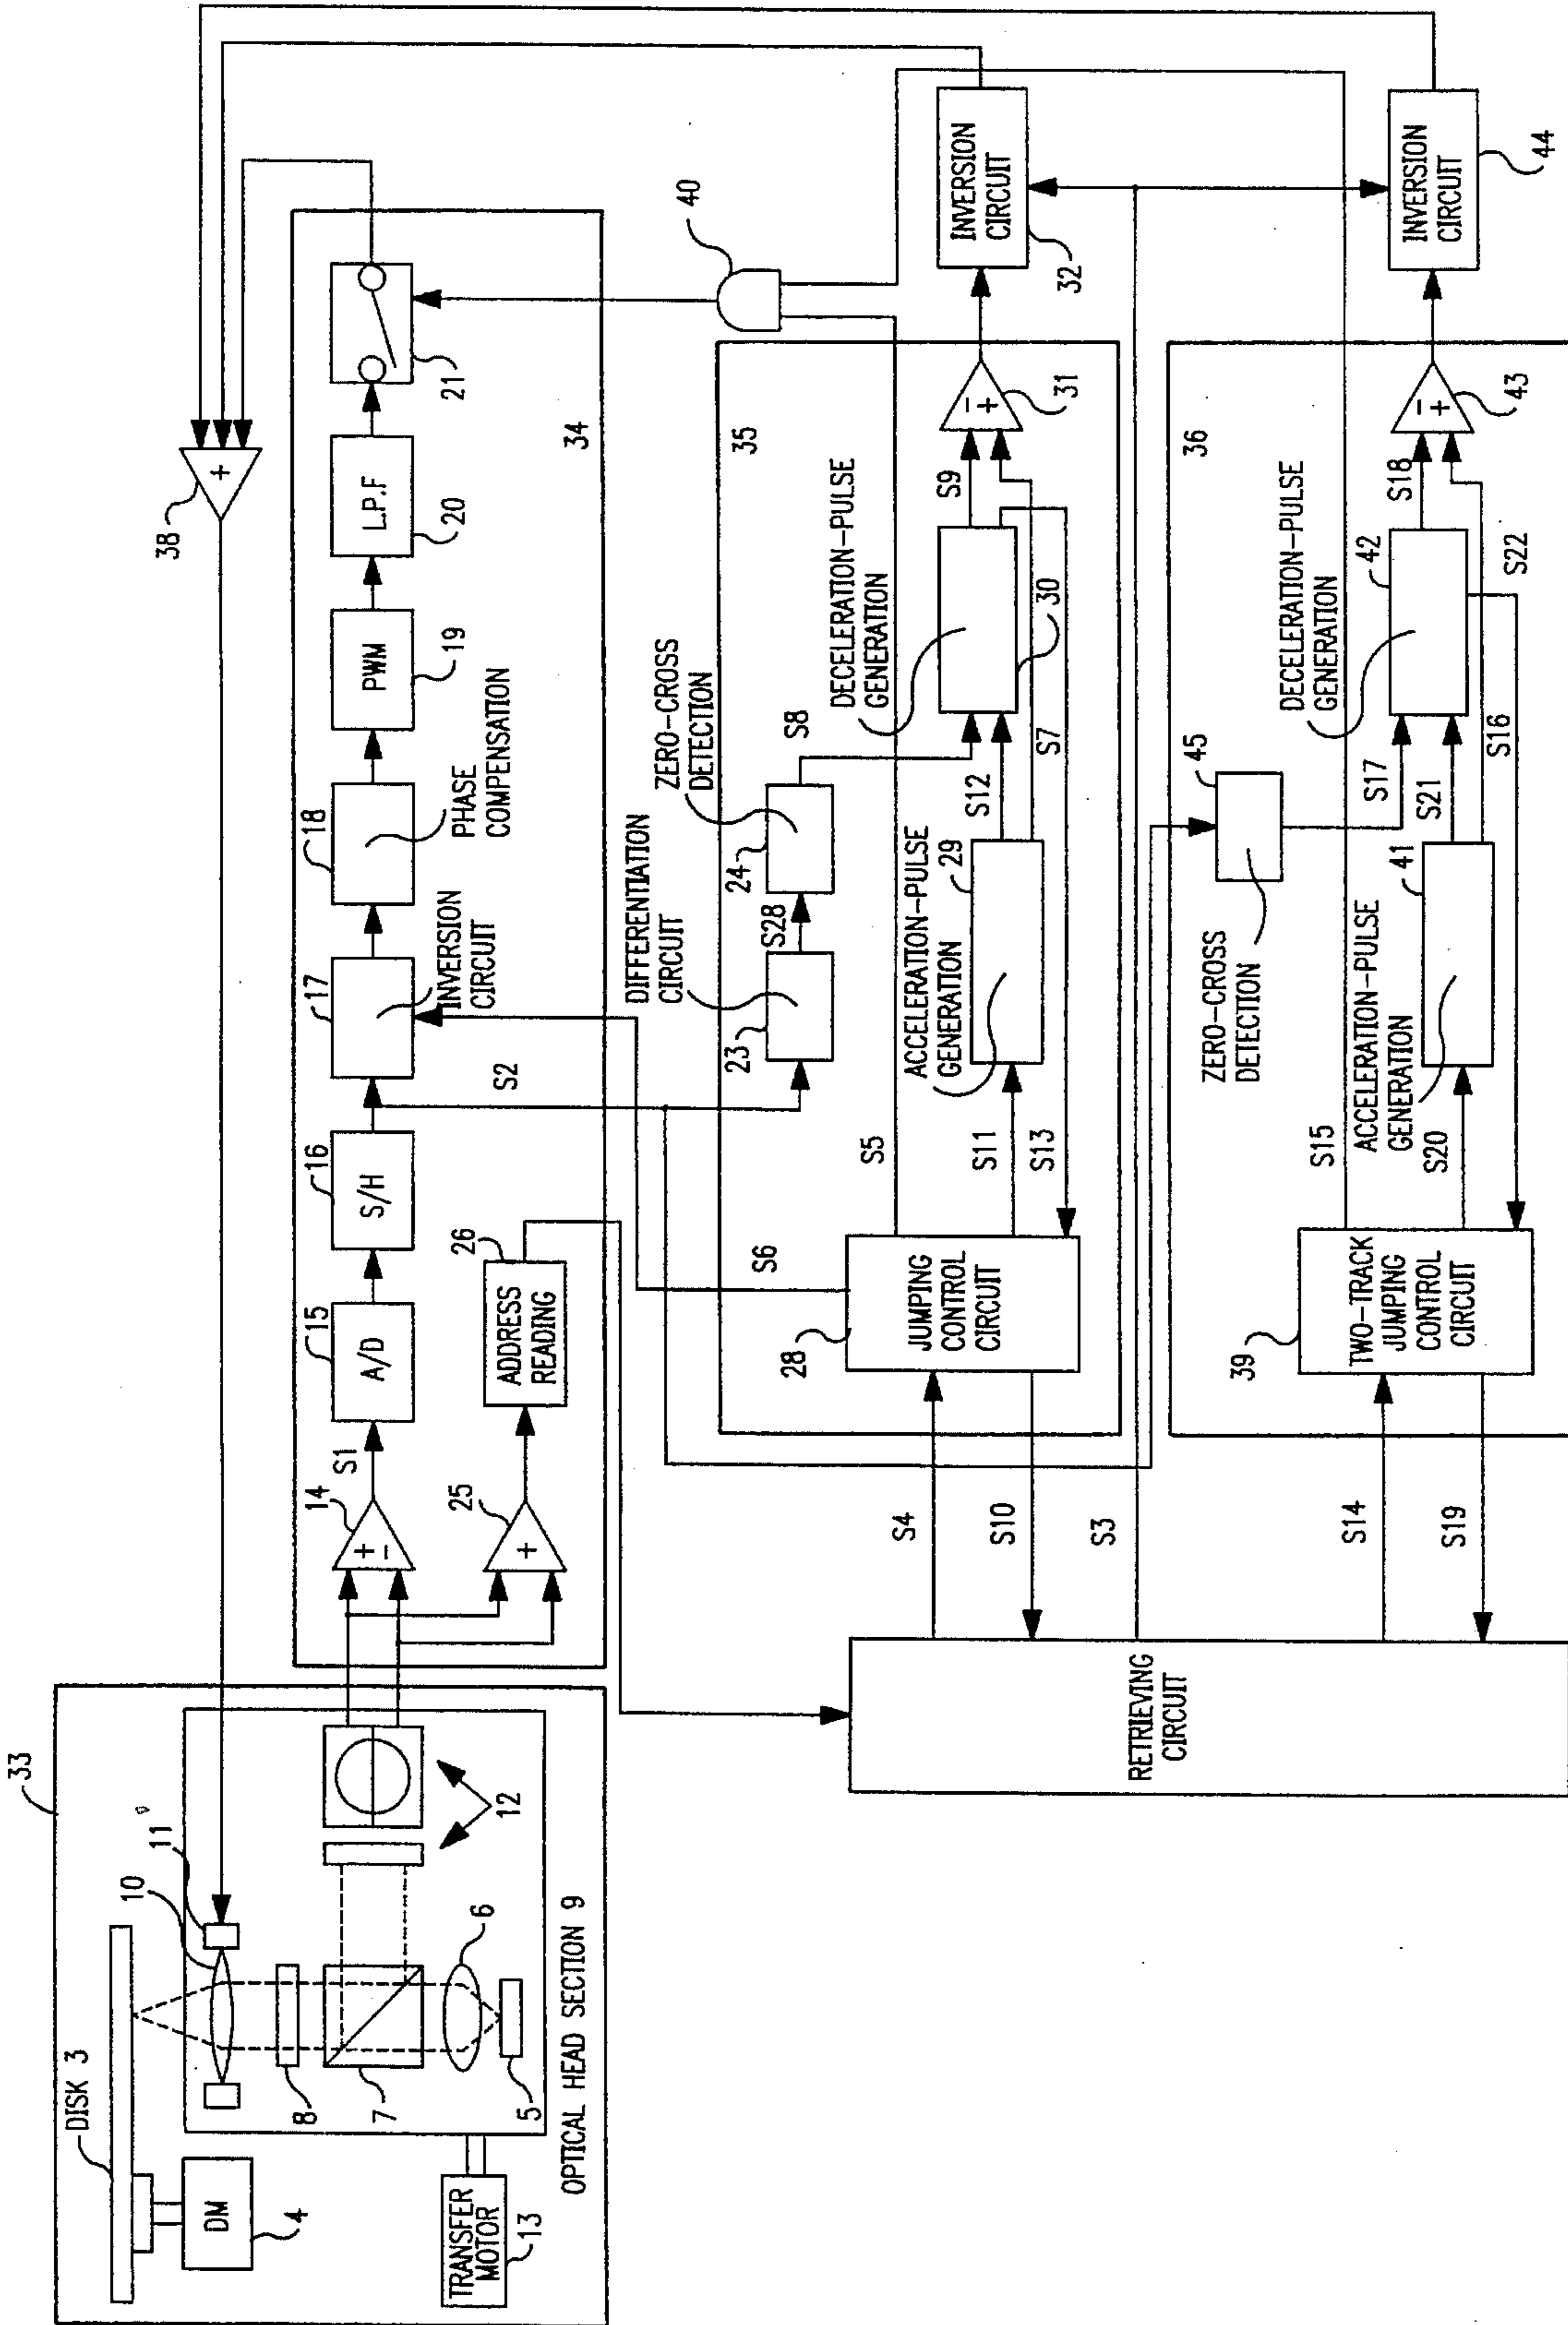 33
DISK 3
DM
4
TRANSFER
MOTOR
13
OPTICAL HEAD SECTION 9
10
11
8
7
6
5
12
38
+
34
14
+
−
S1
15
A/D
16
S/H
S2
17
INVERSION
CIRCUIT
18
PHASE
COMPENSATION
PWM
19
L.P.F
20
21
25
+
26
ADDRESS
READING
40
35
S6
S5
28
JUMPING
CONTROL
CIRCUIT
S4
S10
S3
S11
S13
DIFFERENTIATION
CIRCUIT
23
S28
24
ZERO-CROSS
DETECTION
S8
ACCELERATION-PULSE
GENERATION
29
S12
S7
DECELERATION-PULSE
GENERATION
30
S9
−
+
31
INVERSION
CIRCUIT
32
36
S15
39
TWO-TRACK
JUMPING
CONTROL
CIRCUIT
S14
S19
S20
ZERO-CROSS
DETECTION
45
S17
ACCELERATION-PULSE
GENERATION
41
S21
S16
DECELERATION-PULSE
GENERATION
42
S18
S22
−
+
43
INVERSION
CIRCUIT
44
RETRIEVING
CIRCUIT